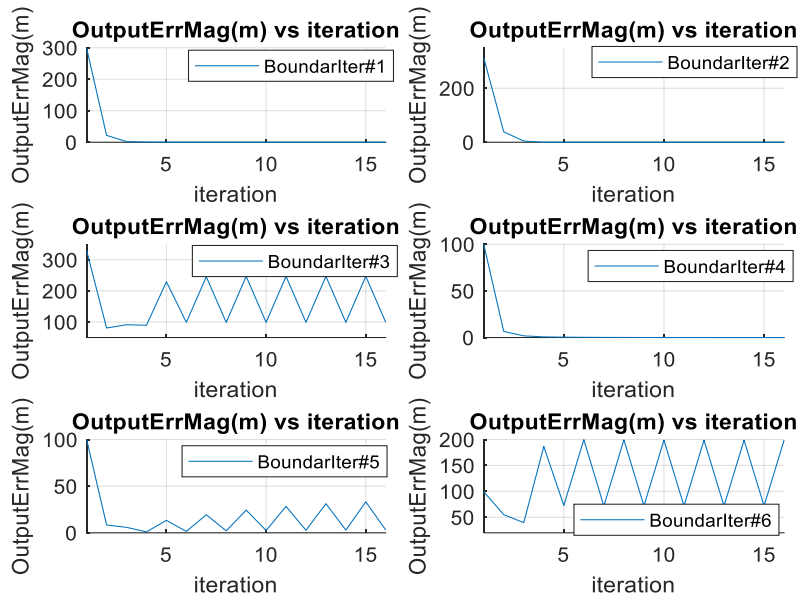 OutputErrMag(m) vs iteration
OutputErrMag(m)
300
200
100
0
5
10
15
iteration
BoundarIter#1
OutputErrMag(m) vs iteration
OutputErrMag(m)
200
0
5
10
15
iteration
BoundarIter#2
OutputErrMag(m) vs iteration
OutputErrMag(m)
300
200
100
5
10
15
iteration
BoundarIter#3
OutputErrMag(m) vs iteration
OutputErrMag(m)
100
50
0
5
10
15
iteration
BoundarIter#4
OutputErrMag(m) vs iteration
OutputErrMag(m)
100
50
0
5
10
15
iteration
BoundarIter#5
OutputErrMag(m) vs iteration
OutputErrMag(m)
200
150
100
50
5
10
15
iteration
BoundarIter#6